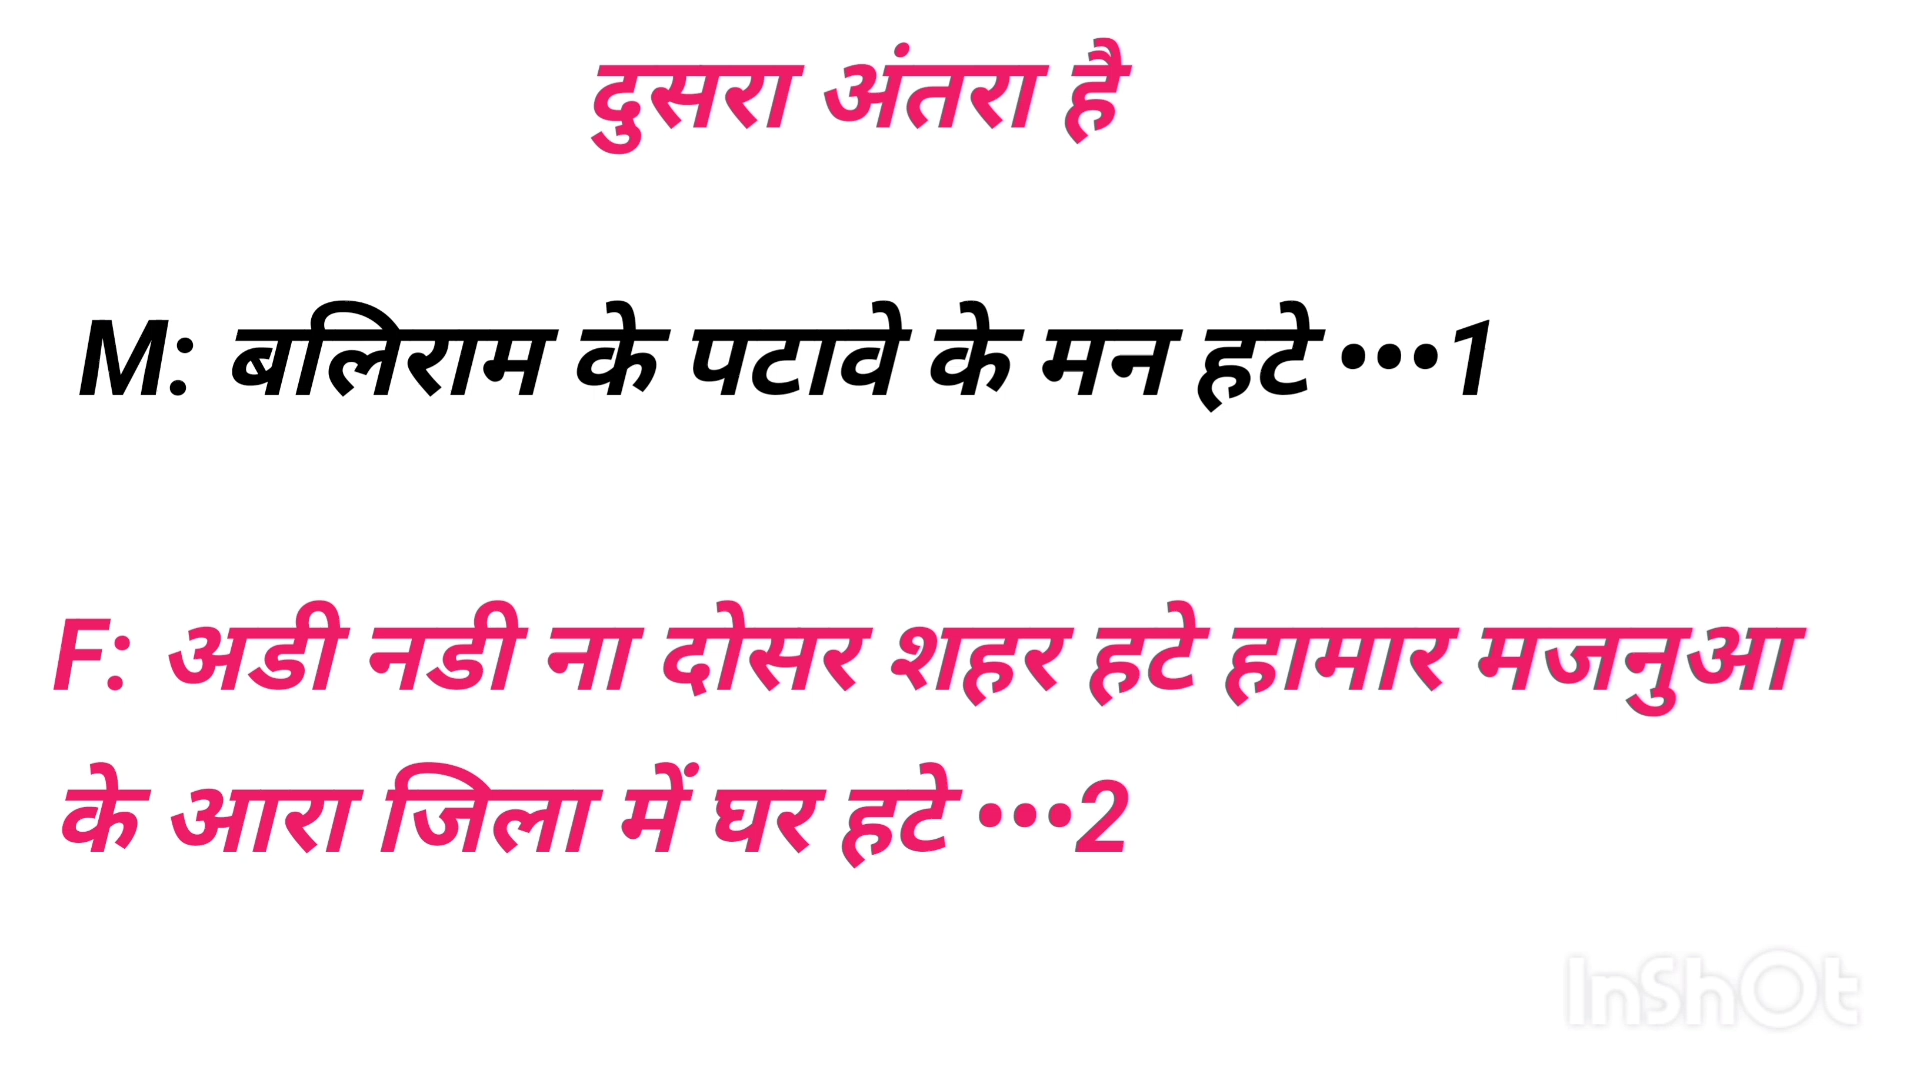 दुसरा अंतरा है
M: बलिराम के पटावे के मन हटे •••1
F: अडी नडी ना दोसर शहर हटे हामार मजनुआ
के आरा जिला में घर हटे •••2
InShOt